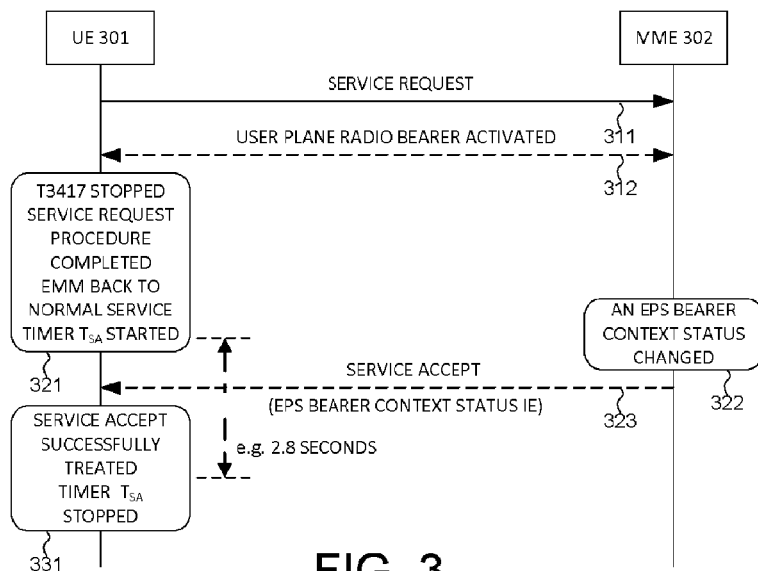 UE 301
MME 302
SERVICE REQUEST
311
USER PLANE RADIO BEARER ACTIVATED
312
T3417 STOPPED
SERVICE REQUEST
PROCEDURE
COMPLETED
EMM BACK TO
NORMAL SERVICE
TIMER TSA STARTED
321
AN EPS BEARER
CONTEXT STATUS
CHANGED
322
SERVICE ACCEPT
(EPS BEARER CONTEXT STATUS IE)
323
e.g. 2.8 SECONDS
SERVICE ACCEPT
SUCCESSFULLY
TREATED
TIMER TSA
STOPPED
331
FIG. 3